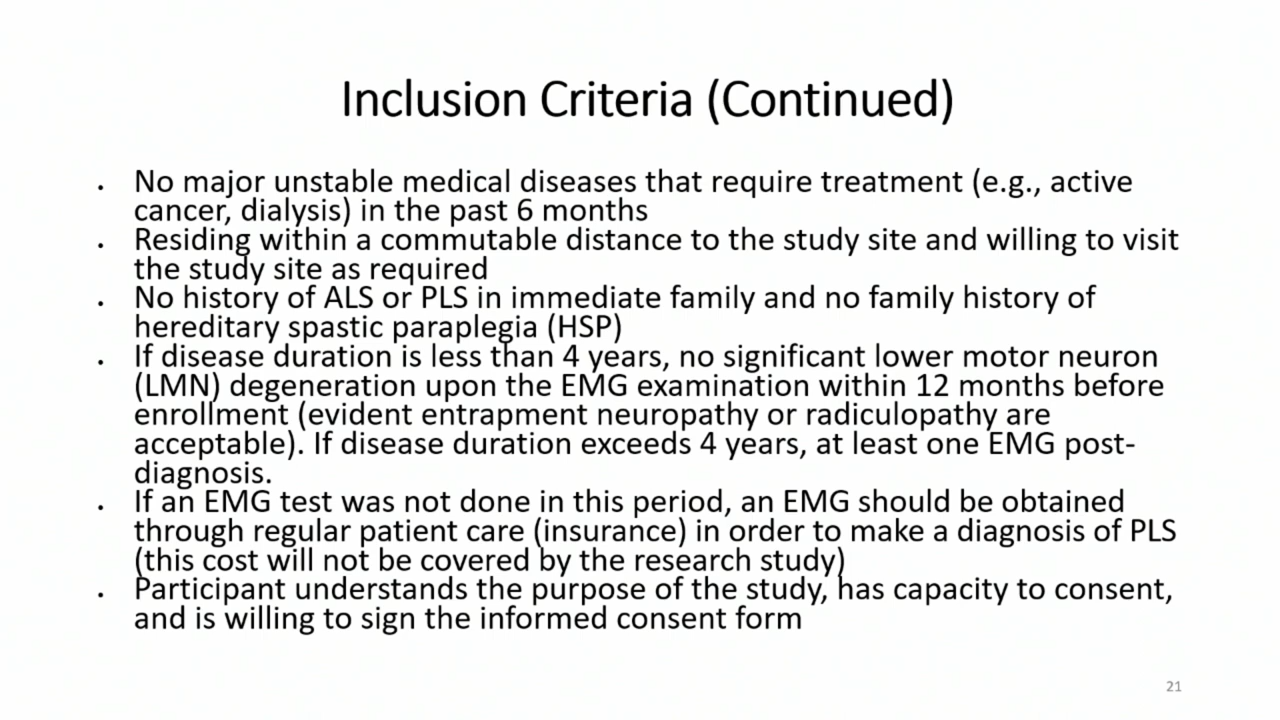 Inclusion Criteria (Continued)
• No major unstable medical diseases that require treatment (e.g., active
cancer, dialysis) in the past 6 months
• Residing within a commutable distance to the study site and willing to visit
the study site as required
• No history of ALS or PLS in immediate family and no family history of
hereditary spastic paraplegia (HSP)
• If disease duration is less than 4 years, no significant lower motor neuron
(LMN) degeneration upon the EMG examination within 12 months before
enrollment (evident entrapment neuropathy or radiculopathy are
acceptable). If disease duration exceeds 4 years, at least one EMG post-
diagnosis.
• If an EMG test was not done in this period, an EMG should be obtained
through regular patient care (insurance) in order to make a diagnosis of PLS
(this cost will not be covered by the research study)
• Participant understands the purpose of the study, has capacity to consent,
and is willing to sign the informed consent form
21